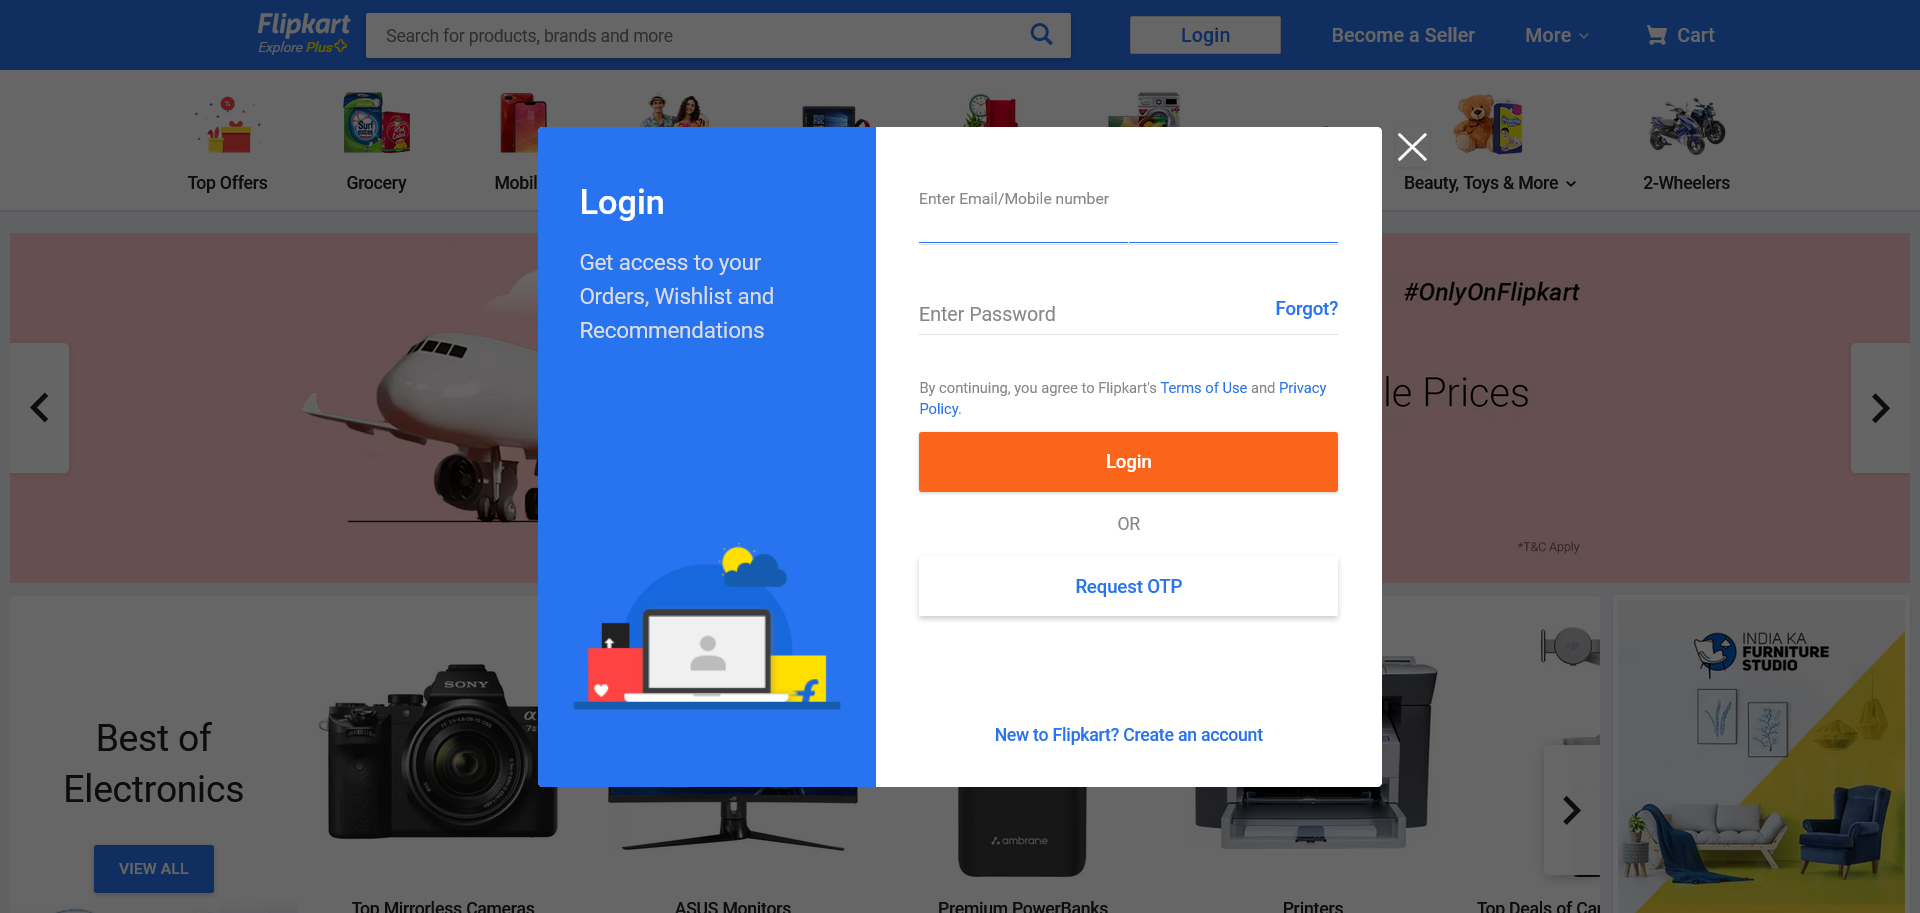 Flipkart
Explore Plus
Search for products, brands and more
Login
Become a Seller
More
Cart
Top Offers
Grocery
Mobil
Beauty, Toys & More
2-Wheelers
Login
Get access to your
Orders, Wishlist and
Recommendations
Enter Email/Mobile number
Enter Password
Forgot?
By continuing, you agree to Flipkart's Terms of Use and Privacy
Policy.
Login
OR
Request OTP
New to Flipkart? Create an account
#OnlyOnFlipkart
le Prices
*T&C Apply
Best of
Electronics
VIEW ALL
SONY
ambrane
INDIA KA
FURNITURE
STUDIO
Top Mirrorless Cameras
ASUS Monitors
Premium PowerBanks
Printers
Top Deals of Car